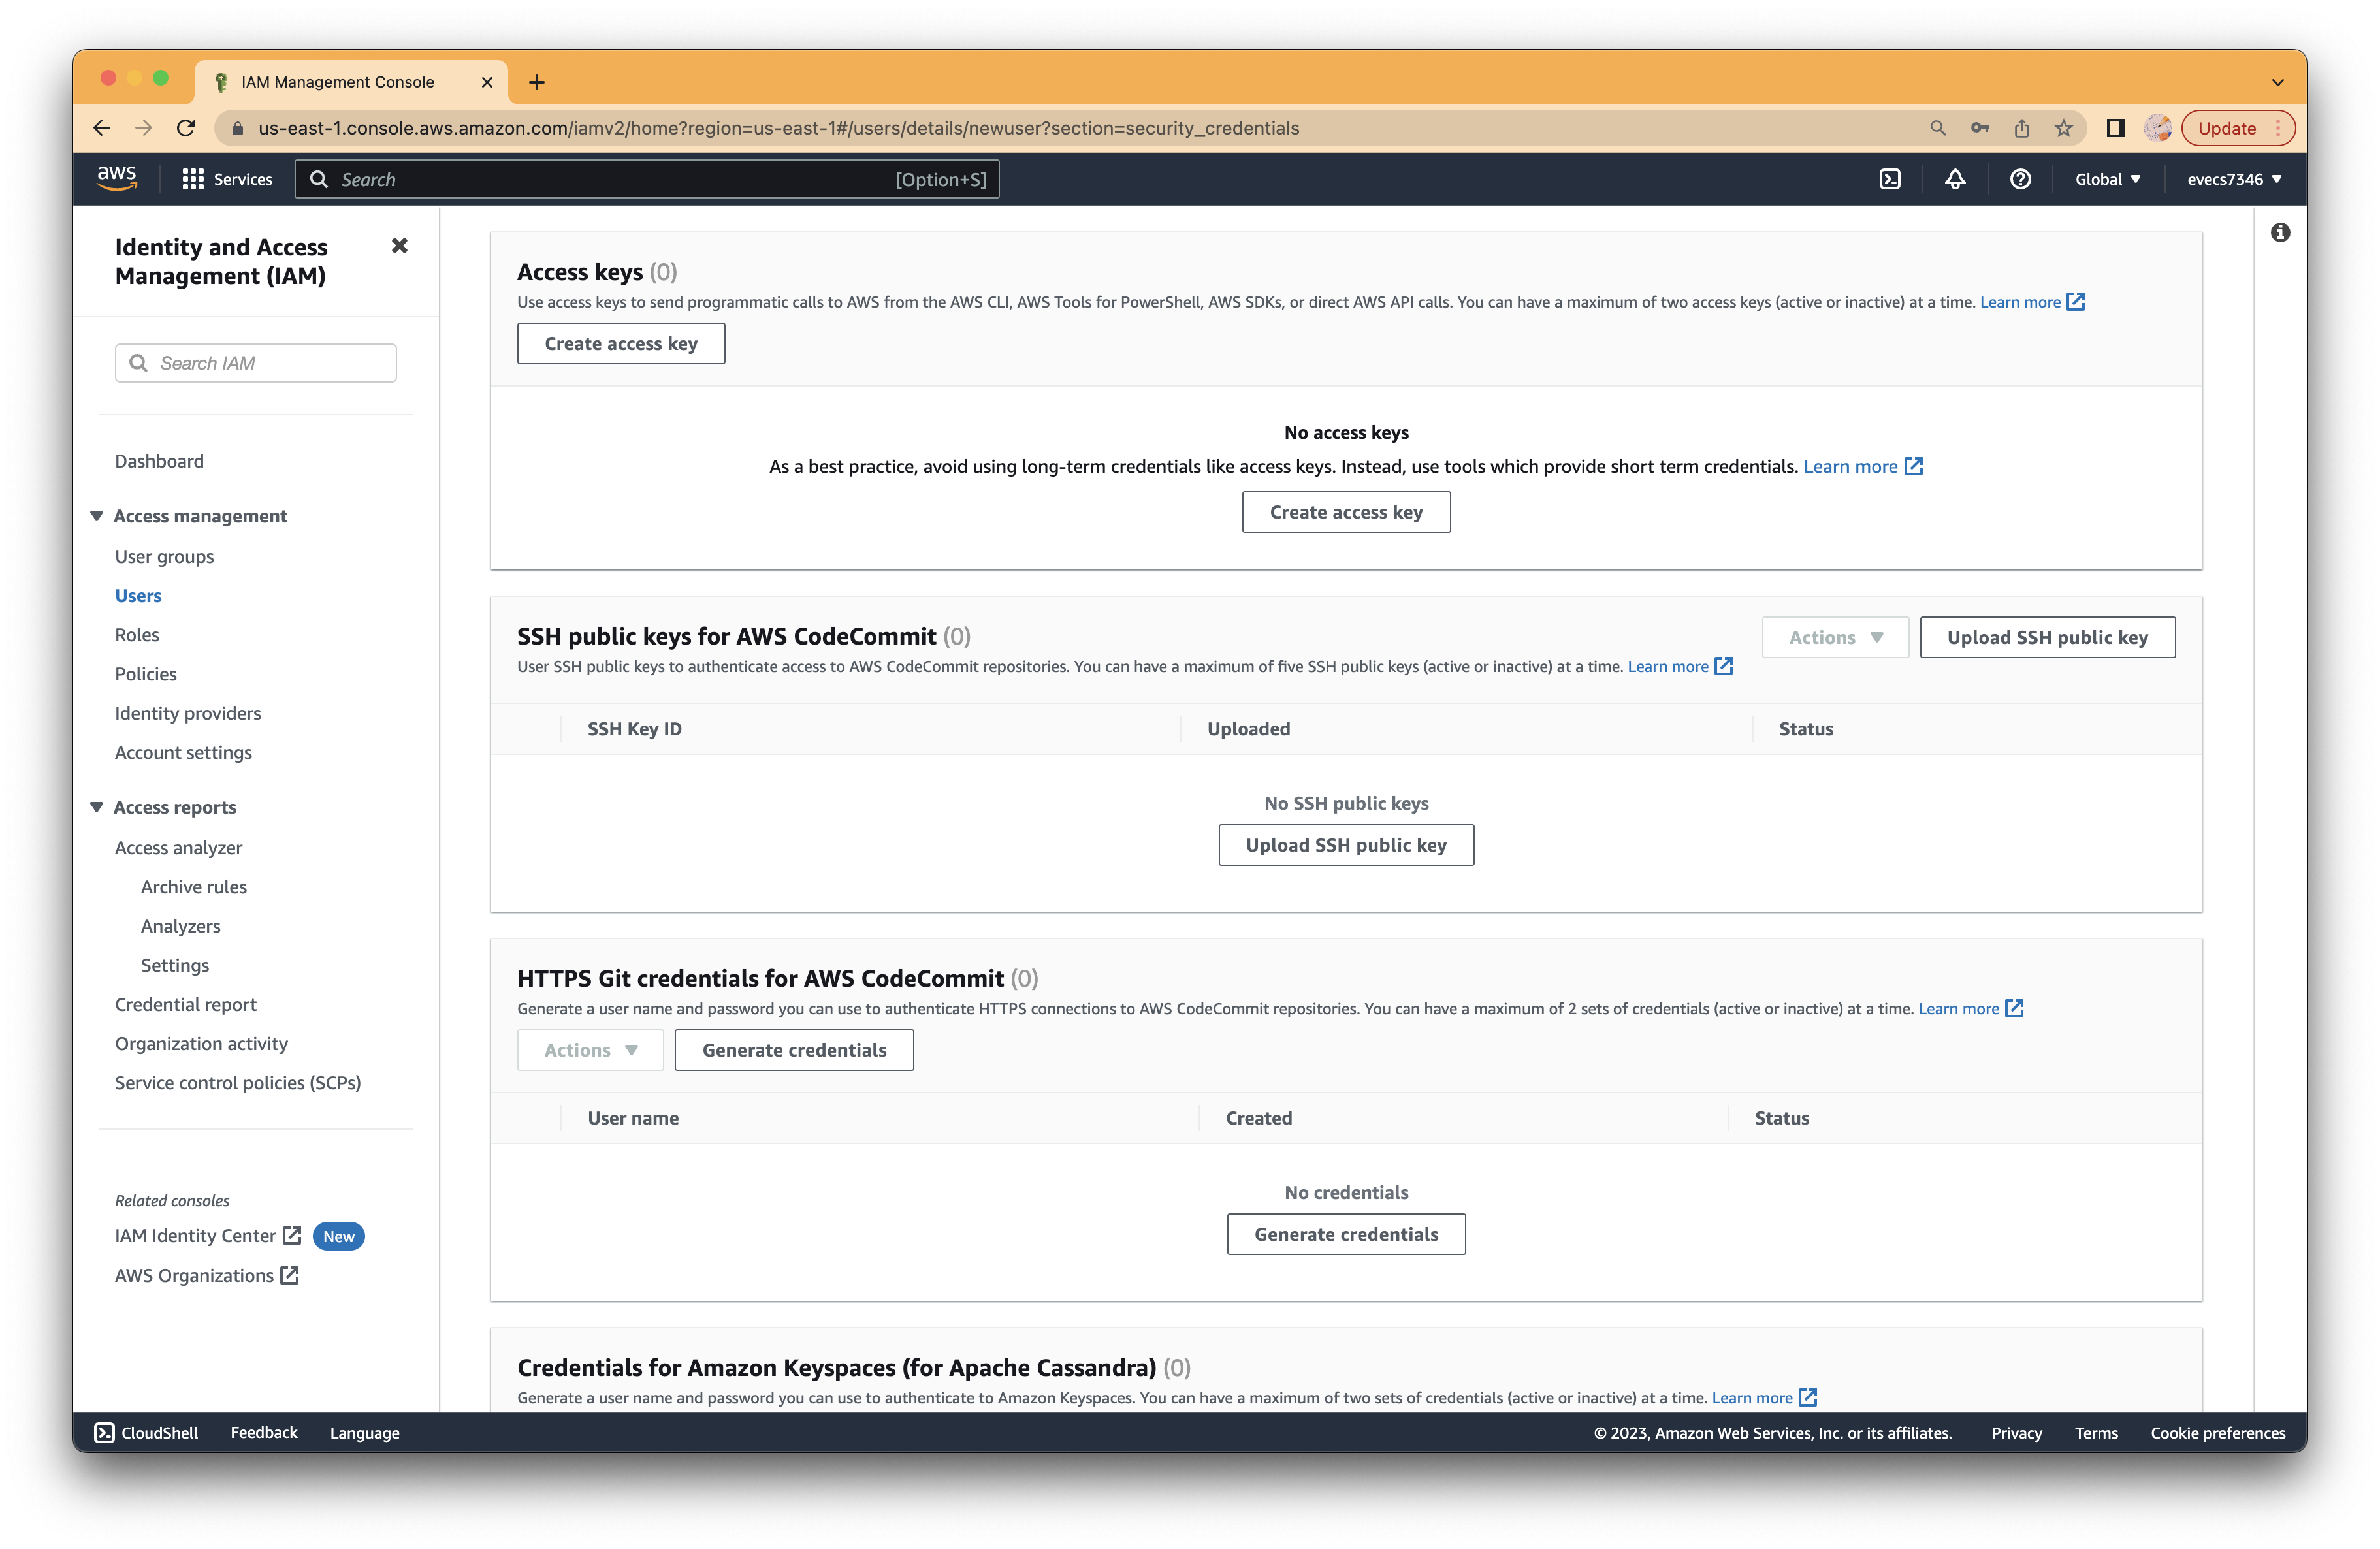 IAM Management Console
us-east-1.console.aws.amazon.com/iamv2/home?region=us-east-1#/users/details/newuser?section=security_credentials
Update
aws
Services
Search
[Option+S]
Global
evecs7346
Identity and Access
Management (IAM)
Search IAM
Dashboard
Access management
User groups
Users
Roles
Policies
Identity providers
Account settings
Access reports
Access analyzer
Archive rules
Analyzers
Settings
Credential report
Organization activity
Service control policies (SCPs)
Related consoles
IAM Identity Center New
AWS Organizations
Access keys (0)
Use access keys to send programmatic calls to AWS from the AWS CLI, AWS Tools for PowerShell, AWS SDKs, or direct AWS API calls. You can have a maximum of two access keys (active or inactive) at a time. Learn more
Create access key
No access keys
As a best practice, avoid using long-term credentials like access keys. Instead, use tools which provide short term credentials. Learn more
Create access key
SSH public keys for AWS CodeCommit (0)
User SSH public keys to authenticate access to AWS CodeCommit repositories. You can have a maximum of five SSH public keys (active or inactive) at a time. Learn more
Actions
Upload SSH public key
SSH Key ID
Uploaded
Status
No SSH public keys
Upload SSH public key
HTTPS Git credentials for AWS CodeCommit (0)
Generate a user name and password you can use to authenticate HTTPS connections to AWS CodeCommit repositories. You can have a maximum of 2 sets of credentials (active or inactive) at a time. Learn more
Actions
Generate credentials
User name
Created
Status
No credentials
Generate credentials
Credentials for Amazon Keyspaces (for Apache Cassandra) (0)
Generate a user name and password you can use to authenticate to Amazon Keyspaces. You can have a maximum of two sets of credentials (active or inactive) at a time. Learn more
CloudShell
Feedback
Language
© 2023, Amazon Web Services, Inc. or its affiliates.
Privacy
Terms
Cookie preferences